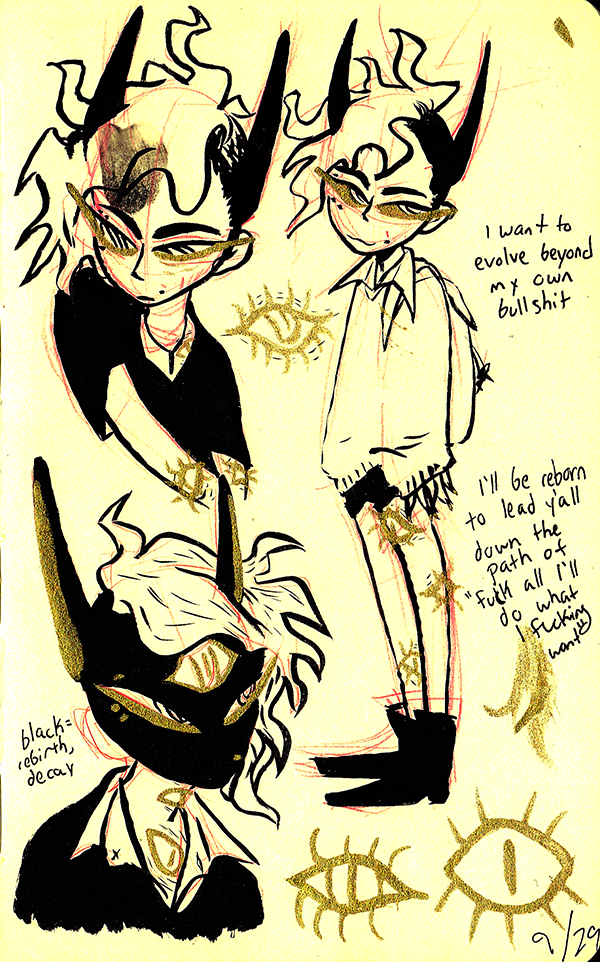 I want to
evolve beyond
my own
bullshit
I'll be reborn
to lead y'all
down the
path of
"fuck all I'll
do what
I fucking
want"
black=
rebirth,
decay
9/29